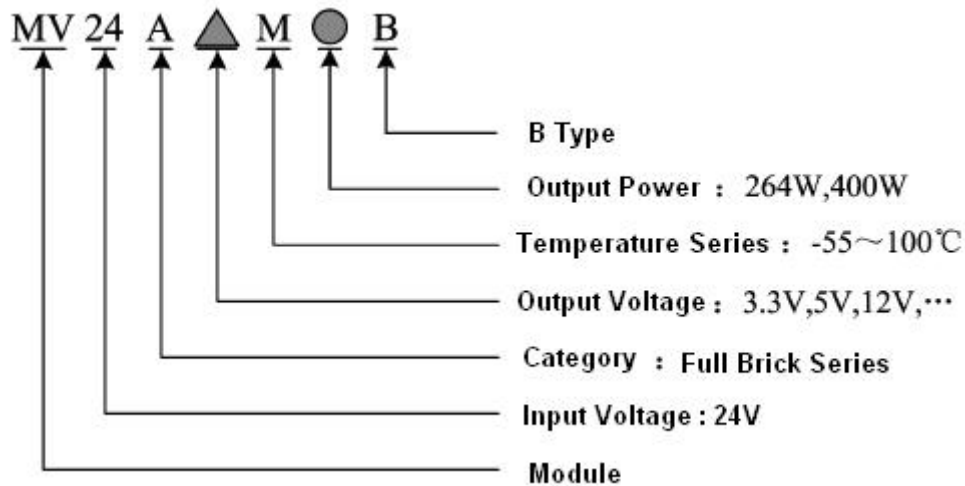 MV 24 A M B
B Type
Output Power ：264W,400W
Temperature Series：-55～100℃
Output Voltage：3.3V,5V,12V,···
Category ：Full Brick Series
Input Voltage : 24V
Module